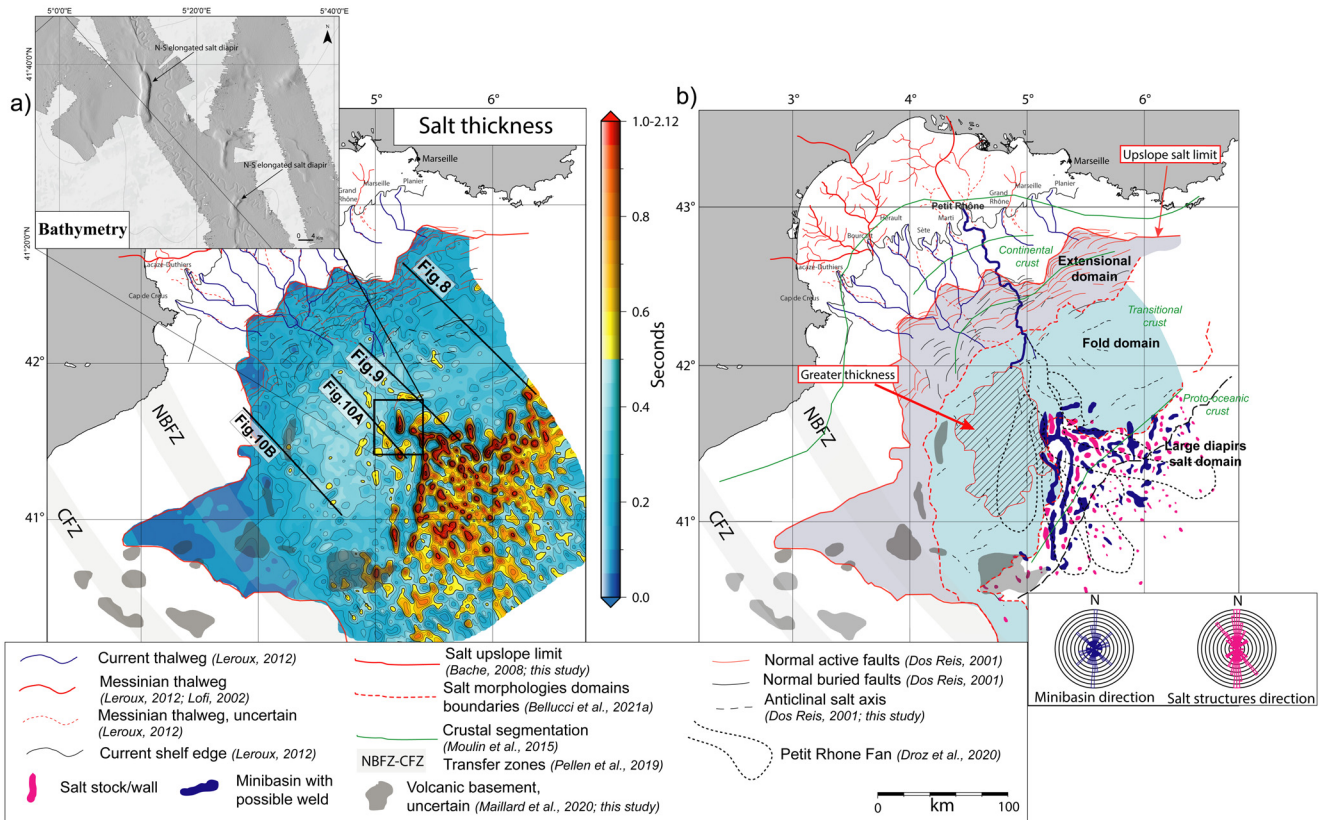 5°0'0"E
5°20'0"E
5°40'0"E
N
N-S elongated salt diapir
41°40'0"N
N-S elongated salt diapir
Bathymetry
0 4 Km
41°20'0"N
a)
5°
6°
Salt thickness
Marseille
Grand
Rhône
Marseille
Planier
Lacaze-Duthiers
Cap de Creus
Fig.8
Fig.9
Fig.10A
Fig.10B
42°
41°
NBFZ
CFZ
1.0-2.12
0.8
0.6
0.4
0.2
0.0
Seconds
b)
3°
4°
5°
6°
Marseille
Upslope salt limit
43°
42°
41°
Petit Rhône
Grand
Rhône
Marseille
Planier
Hérault
Bourcart
Sète
Marti
Lacaze-Duthiers
Cap de Creus
Continental
crust
Extensional
domain
Transitional
crust
Fold domain
Greater thickness
Proto-oceanic
crust
Large diapirs
salt domain
NBFZ
CFZ
N
Minibasin direction
N
Salt structures direction
Current thalweg (Leroux, 2012)
Messinian thalweg
(Leroux, 2012; Lofi, 2002)
Messinian thalweg, uncertain
(Leroux, 2012)
Current shelf edge (Leroux, 2012)
Salt stock/wall
Minibasin with
possible weld
Salt upslope limit
(Bache, 2008; this study)
Salt morphologies domains
boundaries (Bellucci et al., 2021a)
Crustal segmentation
(Moulin et al., 2015)
NBFZ-CFZ Transfer zones (Pellen et al., 2019)
Volcanic basement,
uncertain (Maillard et al., 2020; this study)
Normal active faults (Dos Reis, 2001)
Normal buried faults (Dos Reis, 2001)
Anticlinal salt axis
(Dos Reis, 2001; this study)
Petit Rhone Fan (Droz et al., 2020)
0 km 100